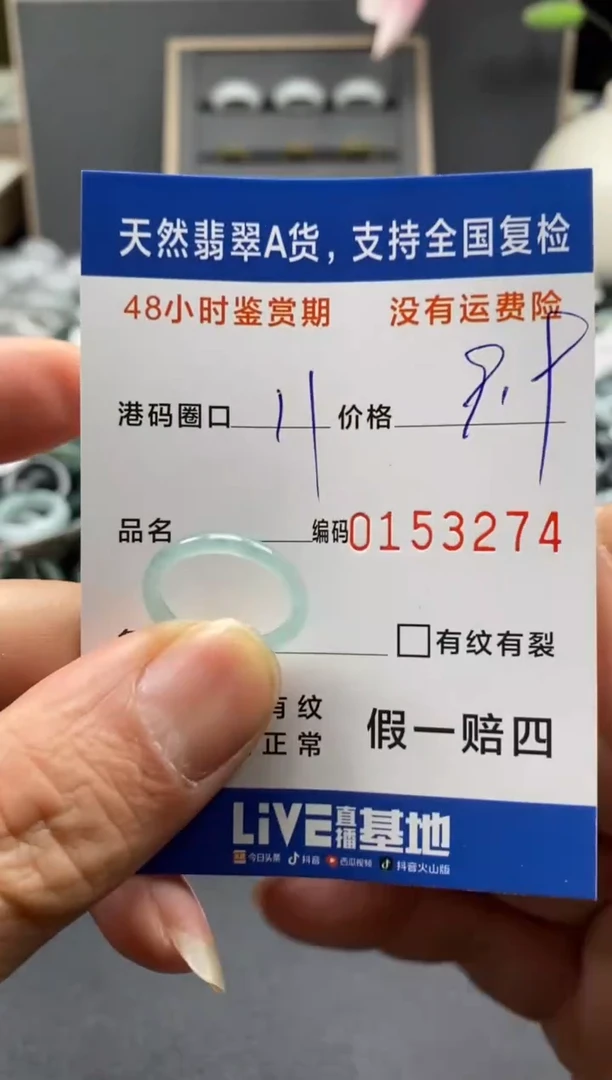 天然翡翠A货，支持全国复检
48小时鉴赏期 没有运费险
港码圈口 11 价格
品名 编码0153274
□有纹有裂
有纹
正常 假一赔四
LiVE直播基地
今日头条 抖音 西瓜视频 抖音火山版